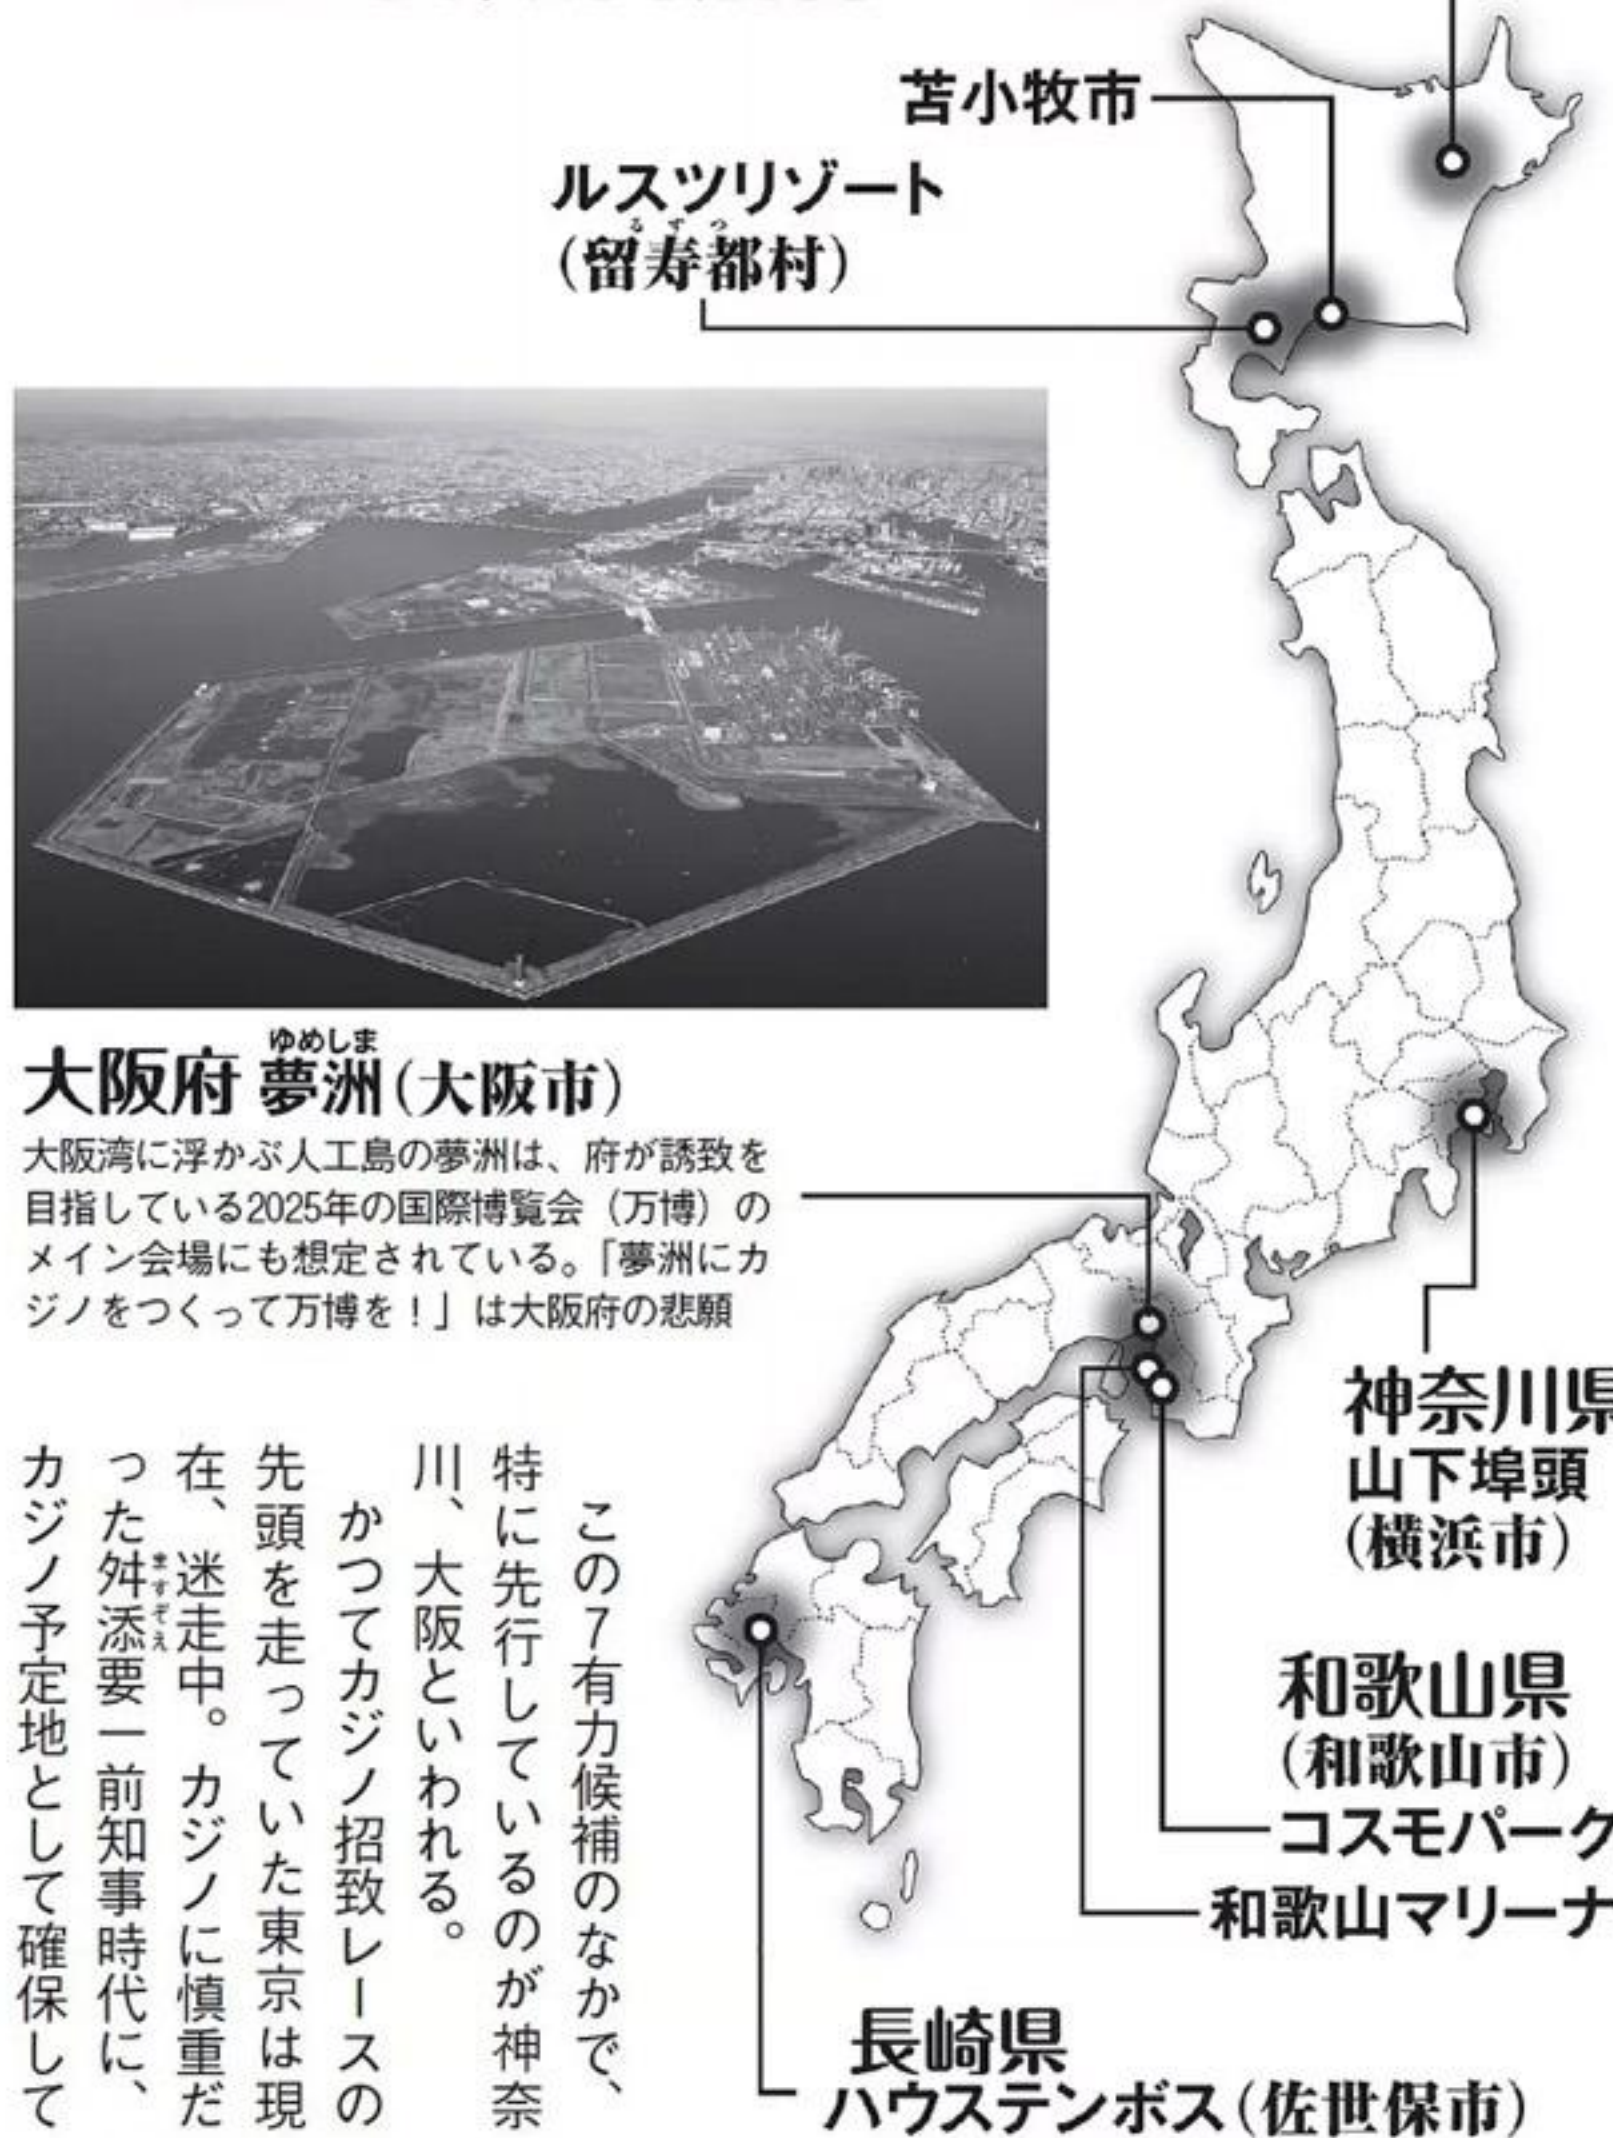 苫小牧市
ルスツリゾート
るすつ
(留寿都村)
ゆめしま
大阪府 夢洲(大阪市)
大阪湾に浮かぶ人工島の夢洲は、府が誘致を
目指している2025年の国際博覧会（万博）の
メイン会場にも想定されている。「夢洲にカ
ジノをつくって万博を！」は大阪府の悲願
神奈川県
山下埠頭
(横浜市)
和歌山県
(和歌山市)
コスモパーク
和歌山マリーナ
長崎県
ハウステンボス(佐世保市)
この7有力候補のなかで、
特に先行しているのが神奈
川、大阪といわれる。
かつてカジノ招致レースの
先頭を走っていた東京は現
在、迷走中。カジノに慎重だ
ますぞえ
った舛添要一前知事時代に、
カジノ予定地として確保して